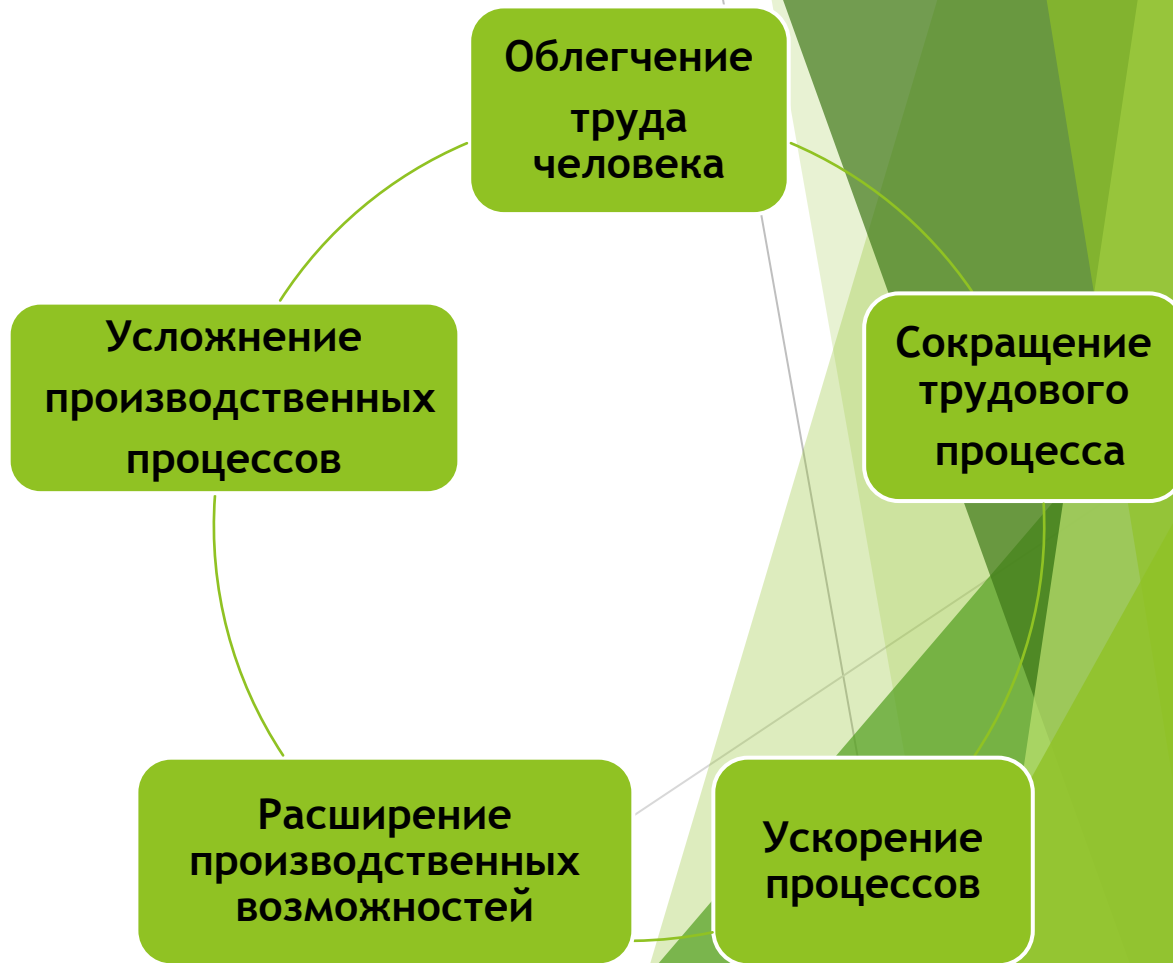 Облегчение
труда
человека
Сокращение
трудового
процесса
Ускорение
процессов
Расширение
производственных
возможностей
Усложнение
производственных
процессов